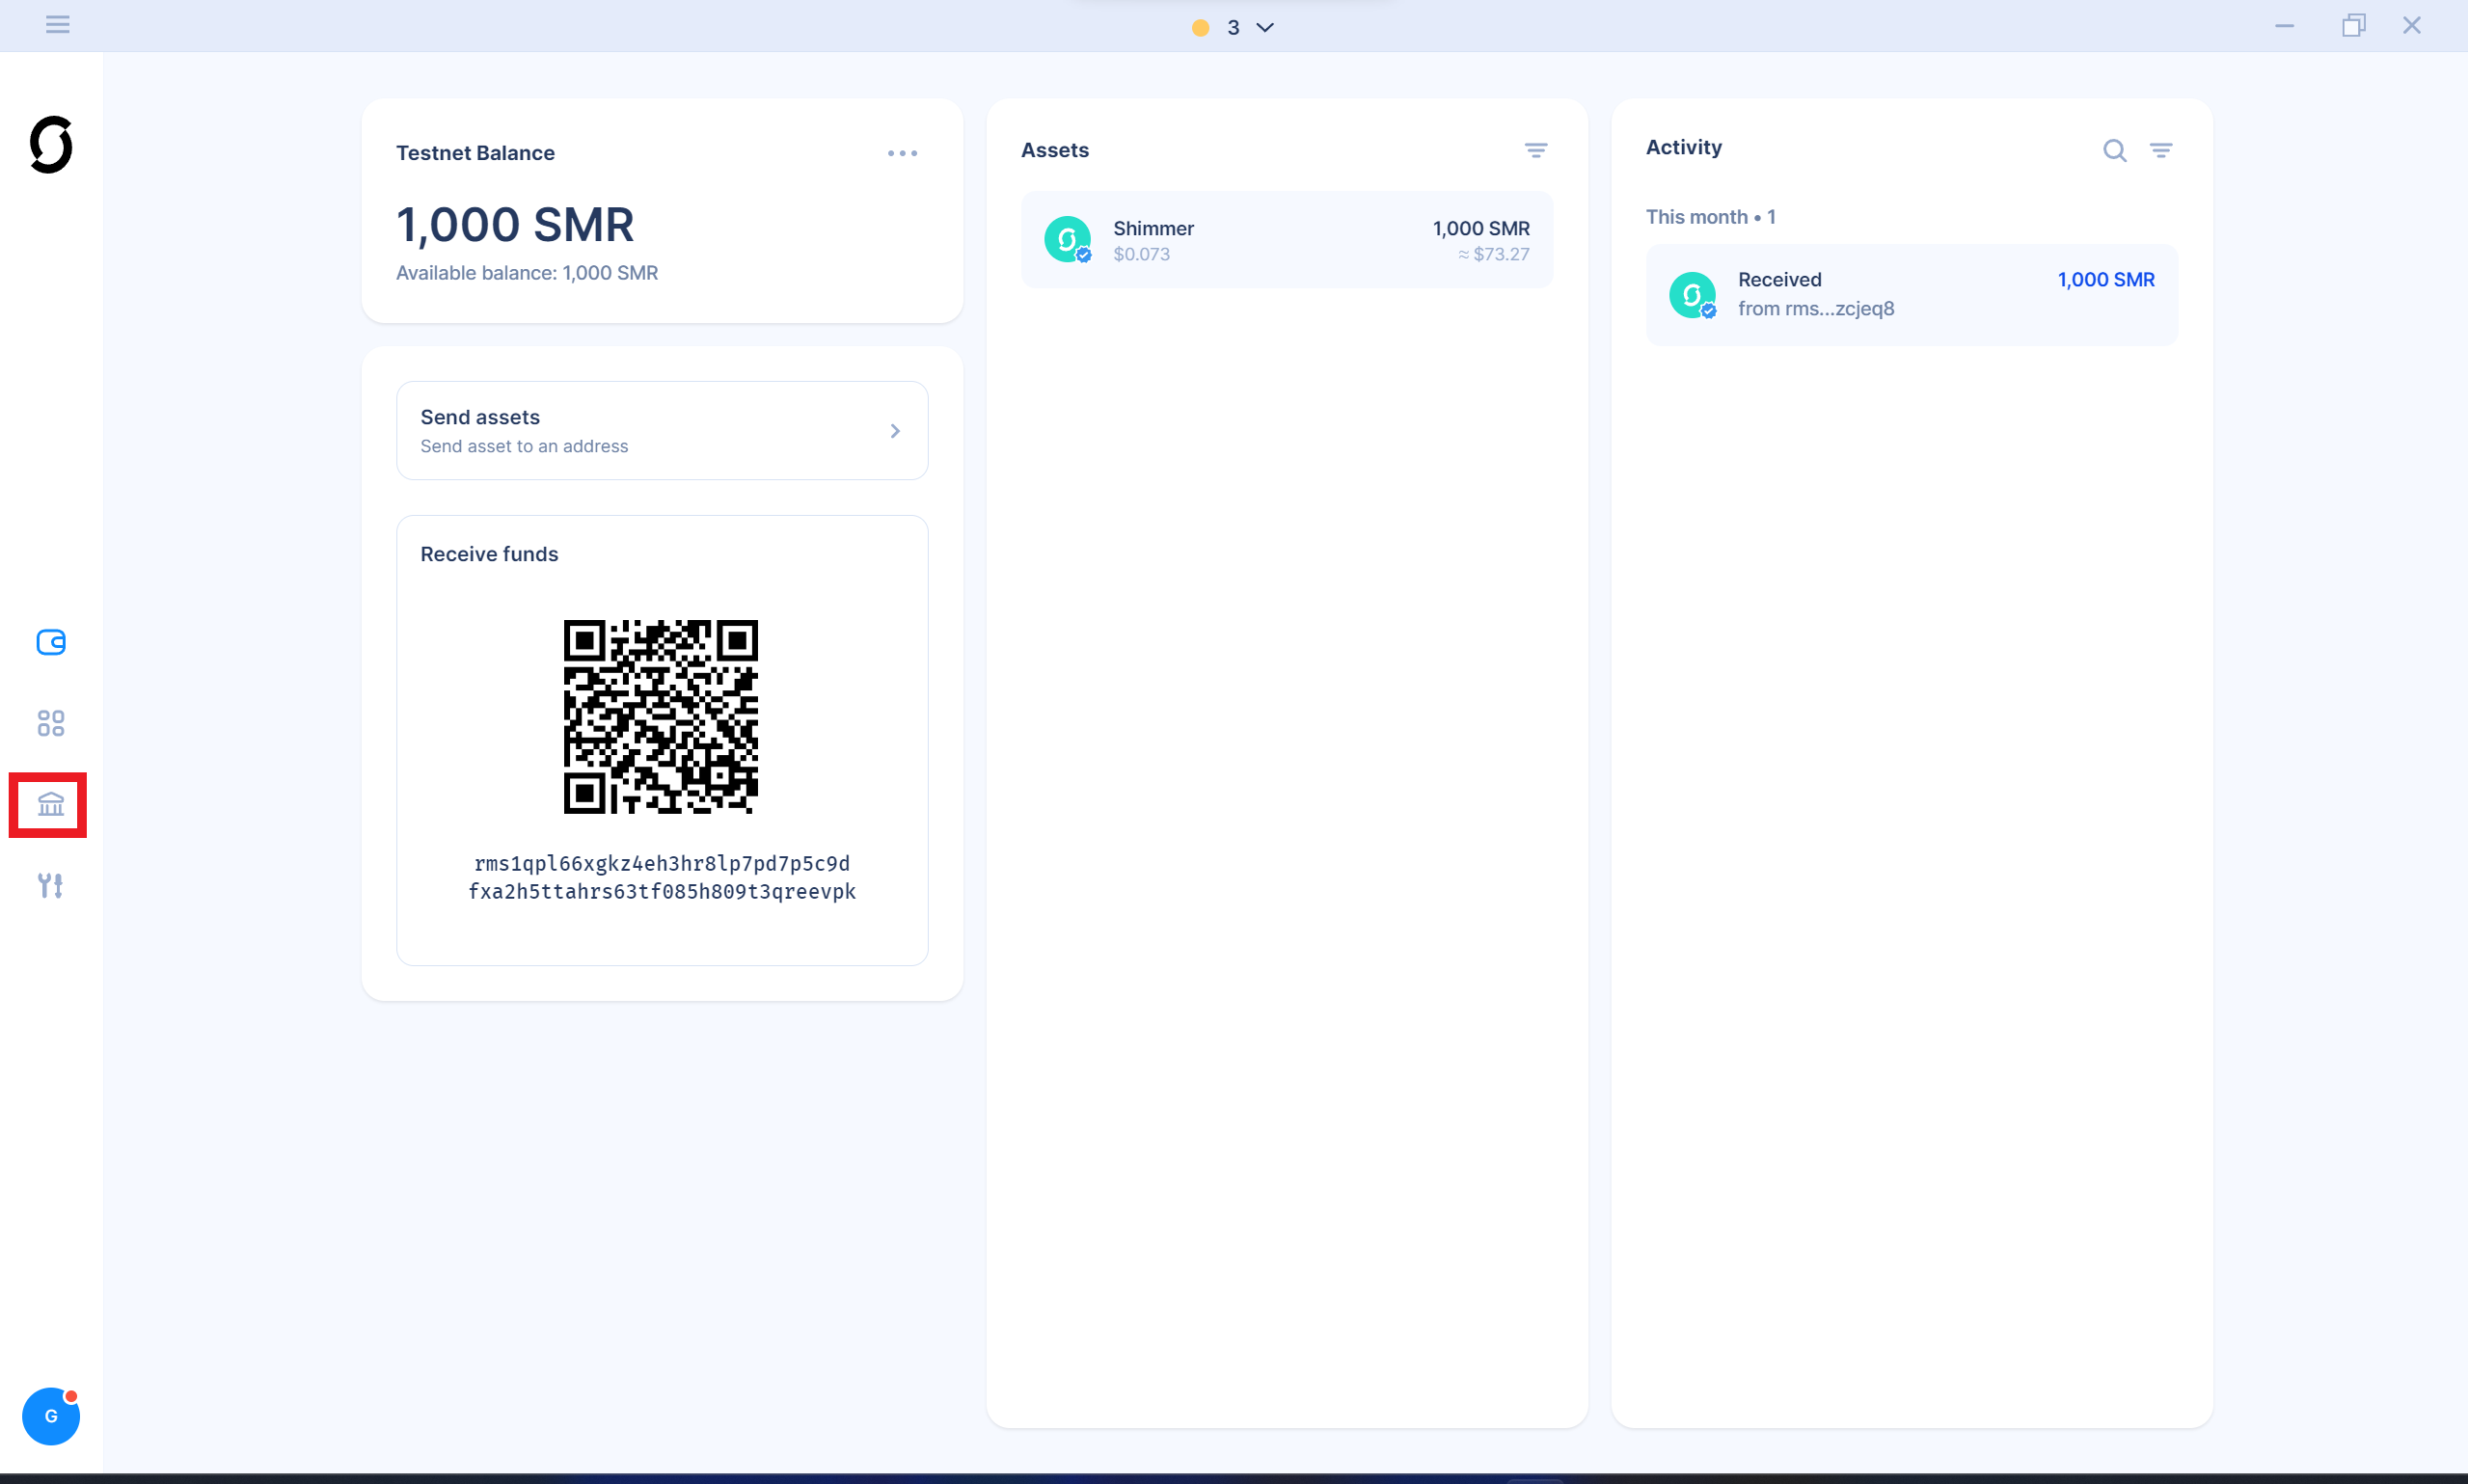 3
Testnet Balance
1,000 SMR
Available balance: 1,000 SMR
Send assets
Send asset to an address
Receive funds
rms1qpl66xgkz4eh3hr8lp7pd7p5c9d
fxa2h5ttahrs63tf085h809t3qreevpk
Assets
Shimmer
1,000 SMR
$0.073
≈ $73.27
Activity
This month • 1
Received
1,000 SMR
from rms...zcjeq8
G